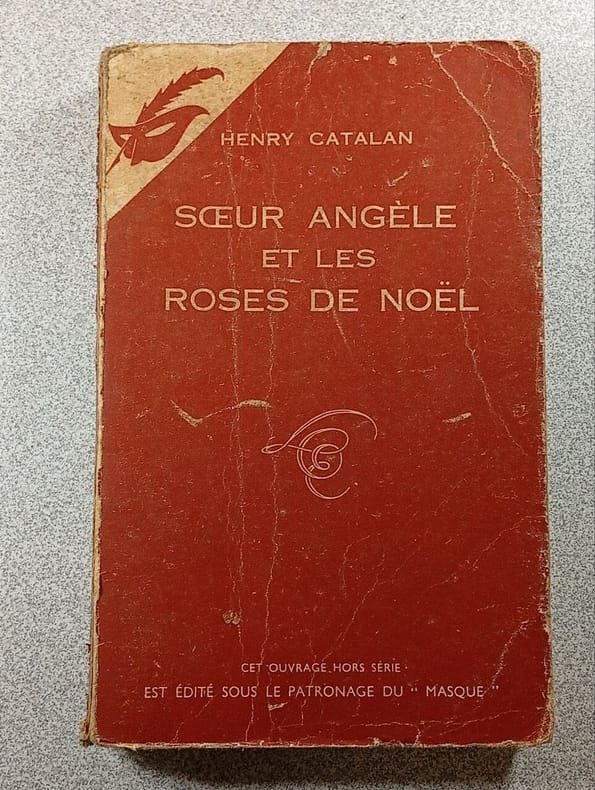 HENRY CATALAN
SŒUR ANGÈLE
ET LES
ROSES DE NOËL
CET OUVRAGE HORS SÉRIE
EST ÉDITÉ SOUS LE PATRONAGE DU " MASQUE "